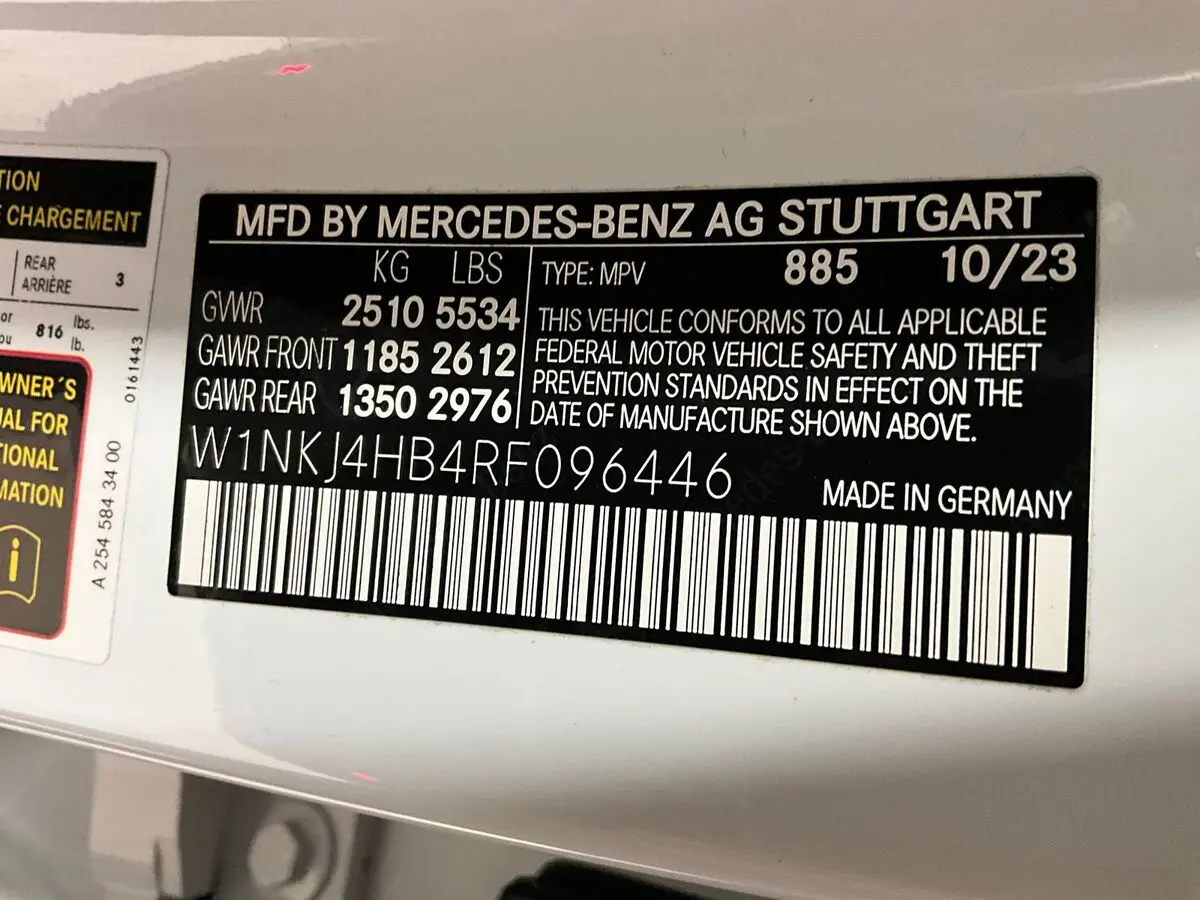 TION
E CHARGEMENT
REAR
ARRIÈRE 3
or
ou 816 lbs.
lb.
0161443
WNER´S
UAL FOR
TIONAL
MATION
i
A 254 584 34 00
MFD BY MERCEDES-BENZ AG STUTTGART
KG LBS
GVWR 2510 5534
GAWR FRONT 1185 2612
GAWR REAR 1350 2976
TYPE: MPV 885 10/23
THIS VEHICLE CONFORMS TO ALL APPLICABLE
FEDERAL MOTOR VEHICLE SAFETY AND THEFT
PREVENTION STANDARDS IN EFFECT ON THE
DATE OF MANUFACTURE SHOWN ABOVE.
W1NKJ4HB4RF096446
MADE IN GERMANY